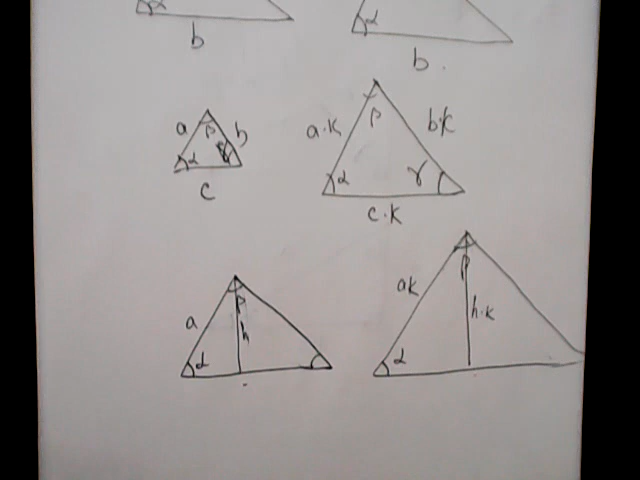 α α
b b
a β b a·k β b·k
α γ
α
c c·k
a β h ak β h·k
α α